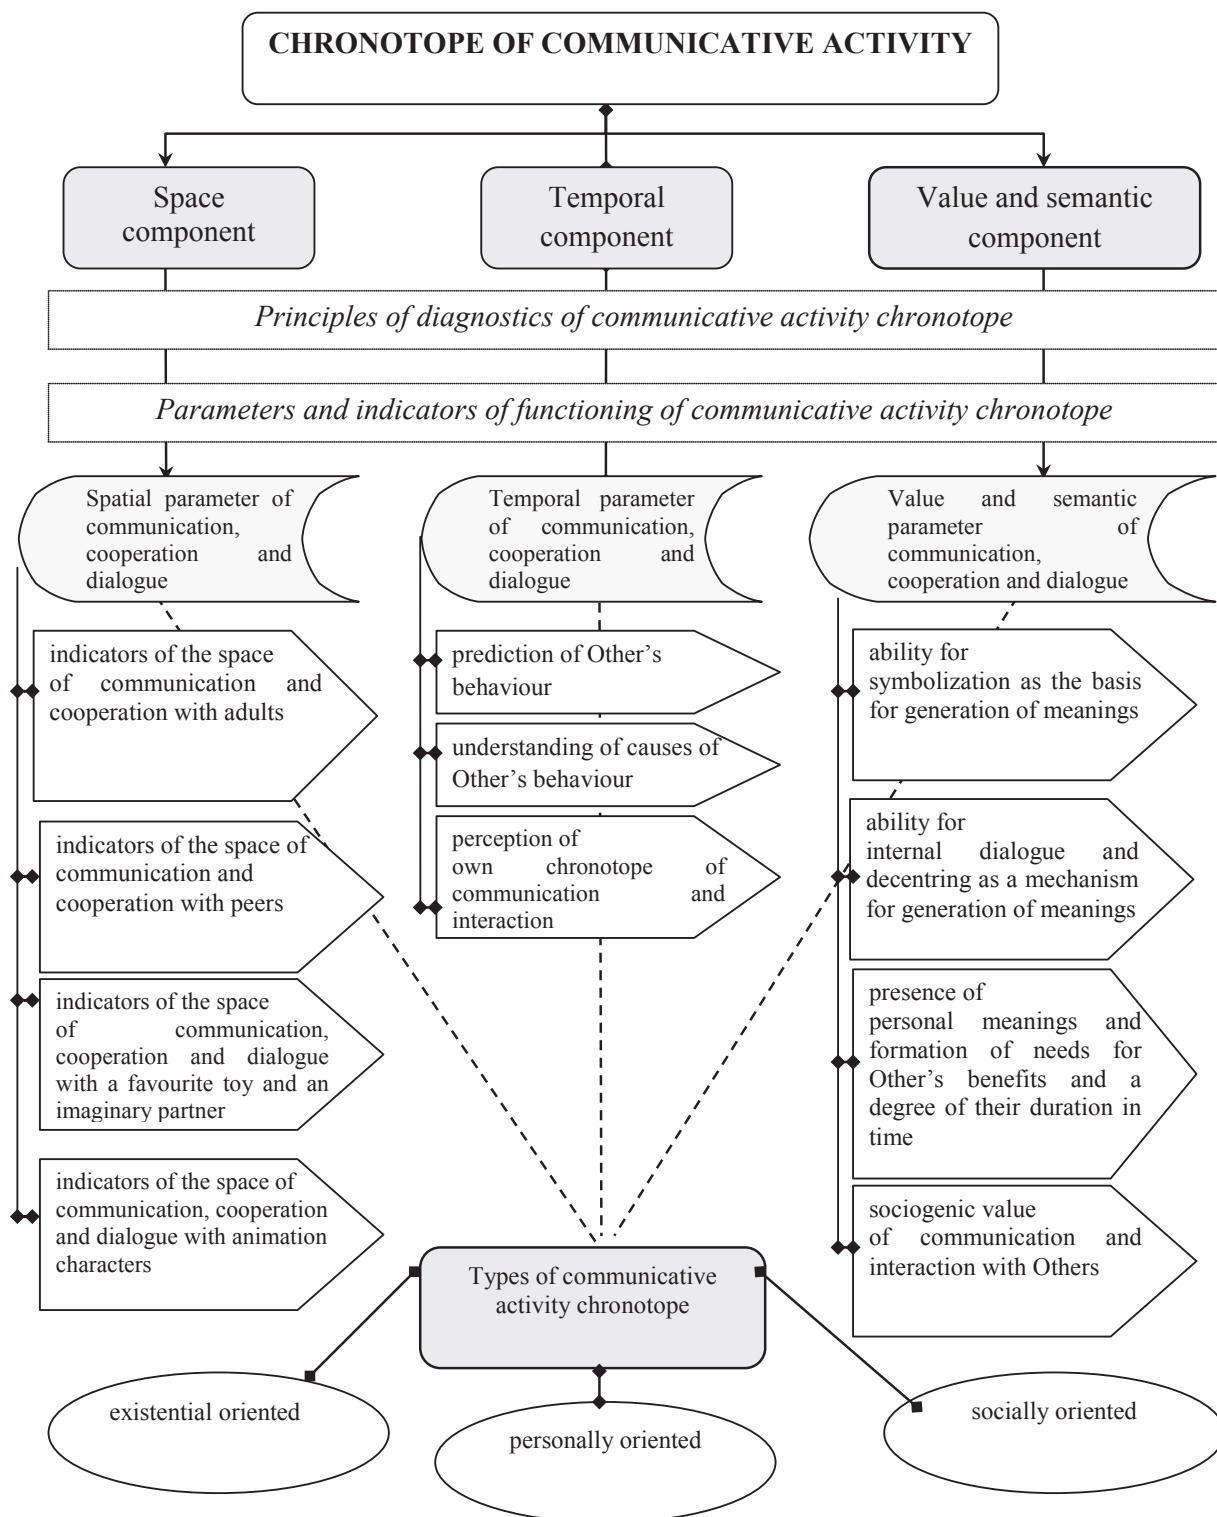 CHRONOTOPE OF COMMUNICATIVE ACTIVITY
Space
component
Temporal
component
Value and semantic
component
Principles of diagnostics of communicative activity chronotope
Parameters and indicators of functioning of communicative activity chronotope
Spatial parameter of
communication,
cooperation and
dialogue
Temporal parameter
of communication,
cooperation and
dialogue
Value and semantic
parameter of
communication,
cooperation and dialogue
indicators of the space
of communication and
cooperation with adults
indicators of the space of
communication and
cooperation with peers
indicators of the space
of communication,
cooperation and dialogue
with a favourite toy and an
imaginary partner
indicators of the space of
communication, cooperation
and dialogue with animation
characters
prediction of Other's
behaviour
understanding of causes of
Other's behaviour
perception of
own chronotope of
communication and
interaction
ability for
symbolization as the basis
for generation of meanings
ability for
internal dialogue and
decentring as a mechanism
for generation of meanings
presence of
personal meanings and
formation of needs for
Other's benefits and a
degree of their duration in
time
sociogenic value
of communication and
interaction with Others
Types of communicative
activity chronotope
existential oriented
personally oriented
socially oriented